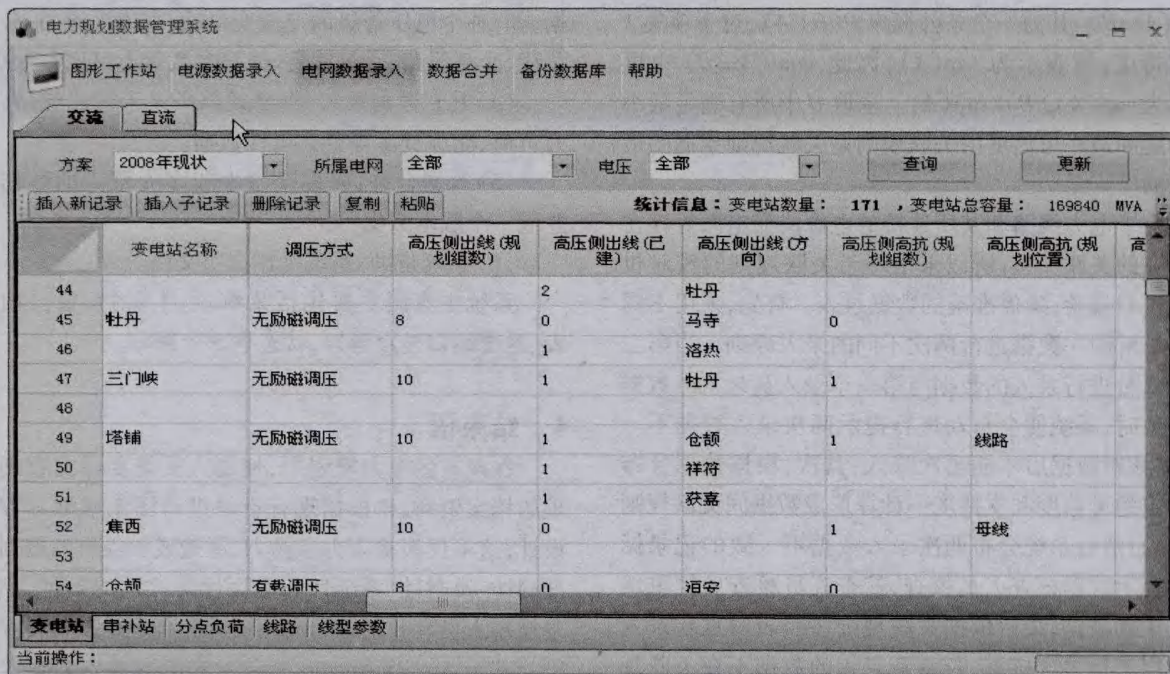 电力规划数据管理系统
图形工作站 电源数据录入 电网数据录入 数据合并 备份数据库 帮助
交流 直流
方案 2008年现状 所属电网 全部 电压 全部 查询 更新
插入新记录 插入子记录 删除记录 复制 粘贴 统计信息：变电站数量： 171 ，变电站总容量： 169840 MVA
变电站名称 调压方式 高压侧出线（规划组数） 高压侧出线（已建） 高压侧出线（方向） 高压侧高抗（规划组数） 高压侧高抗（规划位置） 高
44 2 牡丹
45 牡丹 无励磁调压 8 0 马寺 0
46 1 洛热
47 三门峡 无励磁调压 10 1 牡丹 1
48
49 塔铺 无励磁调压 10 1 仓颉 1 线路
50 1 祥符
51 1 获嘉
52 焦西 无励磁调压 10 0 1 母线
53
54 仓颉 有载调压 8 0 洹安 0
变电站 串补站 分点负荷 线路 线型参数
当前操作：